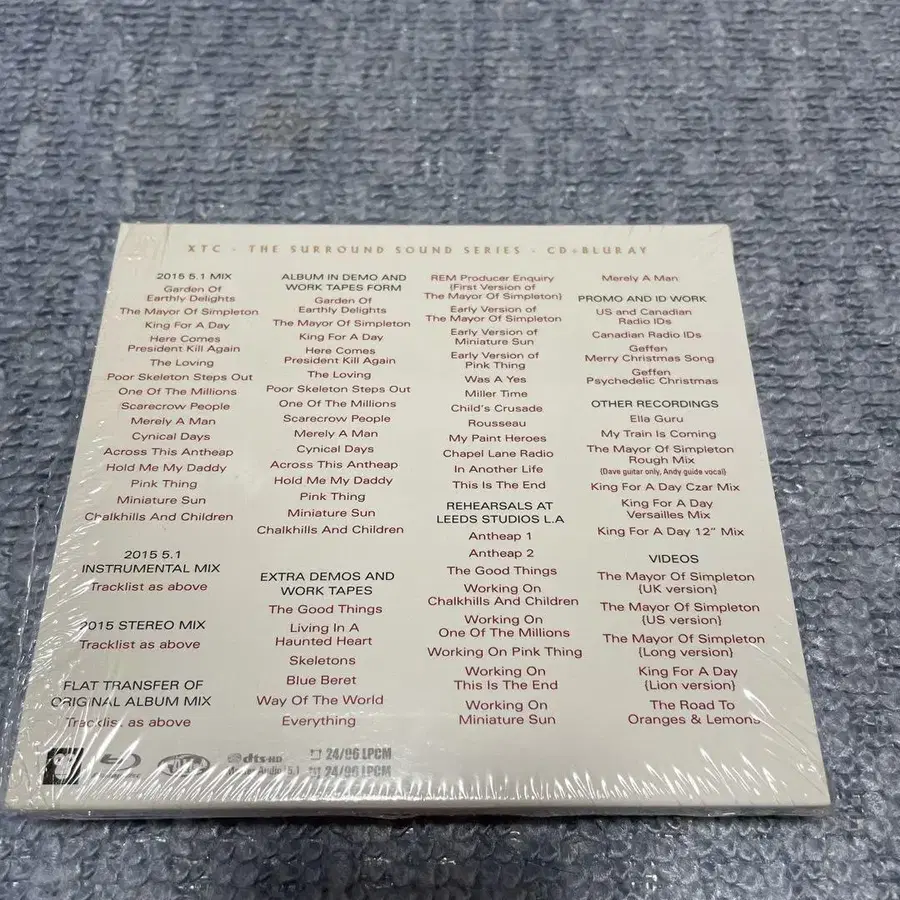 XTC - THE SURROUND SOUND SERIES - CD+BLURAY
2015 5.1 MIX
Garden Of
Earthly Delights
The Mayor Of Simpleton
King For A Day
Here Comes
President Kill Again
The Loving
Poor Skeleton Steps Out
One Of The Millions
Scarecrow People
Merely A Man
Cynical Days
Across This Antheap
Hold Me My Daddy
Pink Thing
Miniature Sun
Chalkhills And Children
2015 5.1
INSTRUMENTAL MIX
Tracklist as above
2015 STEREO MIX
Tracklist as above
FLAT TRANSFER OF
ORIGINAL ALBUM MIX
Tracklist as above
ALBUM IN DEMO AND
WORK TAPES FORM
Garden Of
Earthly Delights
The Mayor Of Simpleton
King For A Day
Here Comes
President Kill Again
The Loving
Poor Skeleton Steps Out
One Of The Millions
Scarecrow People
Merely A Man
Cynical Days
Across This Antheap
Hold Me My Daddy
Pink Thing
Miniature Sun
Chalkhills And Children
EXTRA DEMOS AND
WORK TAPES
The Good Things
Living In A
Haunted Heart
Skeletons
Blue Beret
Way Of The World
Everything
REM Producer Enquiry
{First Version of
The Mayor Of Simpleton}
Early Version of
The Mayor Of Simpleton
Early Version of
Miniature Sun
Early Version of
Pink Thing
Was A Yes
Miller Time
Child's Crusade
Rousseau
My Paint Heroes
Chapel Lane Radio
In Another Life
This Is The End
REHEARSALS AT
LEEDS STUDIOS L.A
Antheap 1
Antheap 2
The Good Things
Working On
Chalkhills And Children
Working On
One Of The Millions
Working On Pink Thing
Working On
This Is The End
Working On
Miniature Sun
Merely A Man
PROMO AND ID WORK
US and Canadian
Radio IDs
Canadian Radio IDs
Geffen
Merry Christmas Song
Geffen
Psychedelic Christmas
OTHER RECORDINGS
Ella Guru
My Train Is Coming
The Mayor Of Simpleton
Rough Mix
{Dave guitar only, Andy guide vocal}
King For A Day Czar Mix
King For A Day
Versailles Mix
King For A Day 12" Mix
VIDEOS
The Mayor Of Simpleton
{UK version}
The Mayor Of Simpleton
{US version}
The Mayor Of Simpleton
{Long version}
King For A Day
{Lion version}
The Road To
Oranges & Lemons
dts-HD
Master Audio 5.1
24/96 LPCM
24/96 LPCM